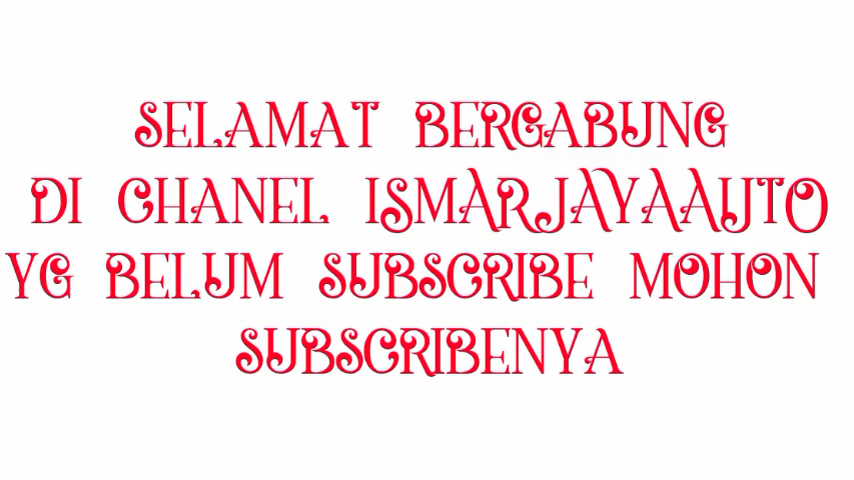 SELAMAT BERGABUNG
DI CHANEL ISMARJAYAAUTO
YG BELUM SUBSCRIBE MOHON
SUBSCRIBENYA